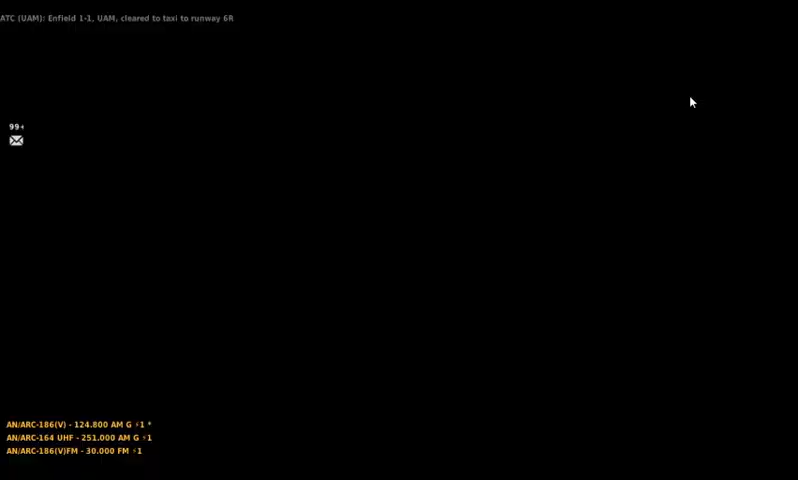 ATC (UAM): Enfield 1-1, UAM, cleared to taxi to runway 6R
99+
AN/ARC-186(V) - 124.800 AM G ⚡1 *
AN/ARC-164 UHF - 251.000 AM G ⚡1
AN/ARC-186(V)FM - 30.000 FM ⚡1